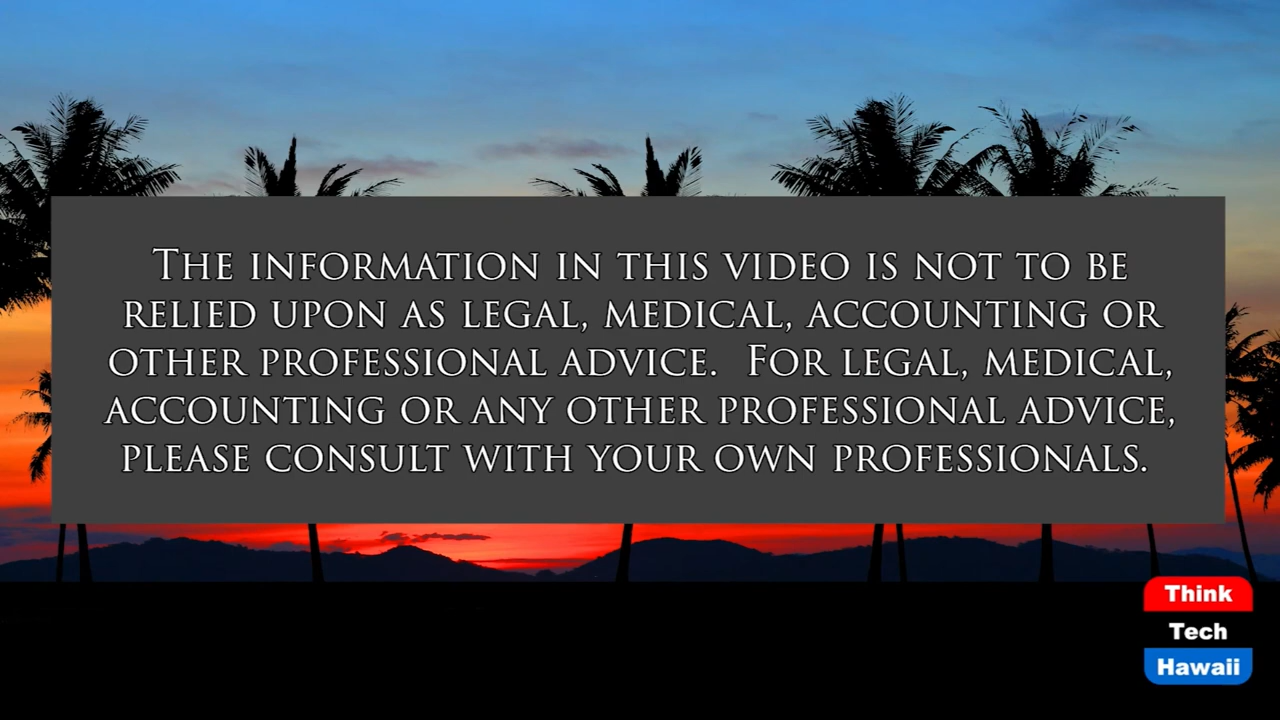 The information in this video is not to be
relied upon as legal, medical, accounting or
other professional advice.  For legal, medical,
accounting or any other professional advice,
please consult with your own professionals.
Think
Tech
Hawaii